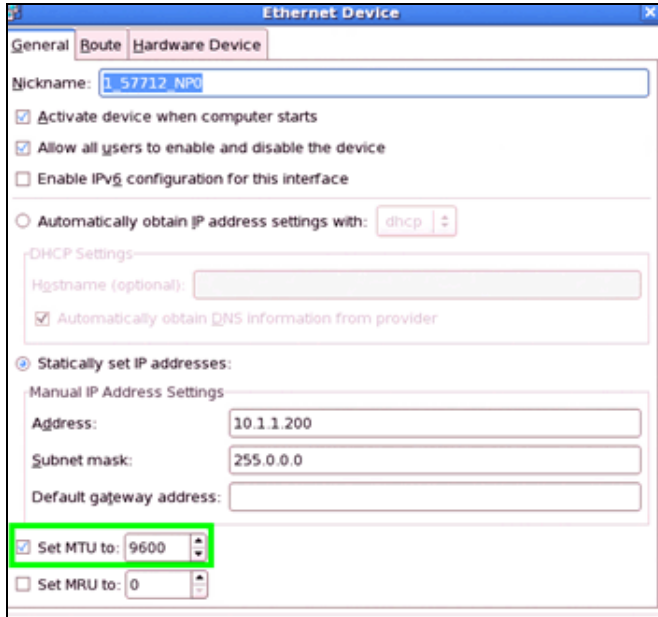 Ethernet Device
General Route Hardware Device
Nickname: 1_57712_NP0
Activate device when computer starts
Allow all users to enable and disable the device
Enable IPv6 configuration for this interface
Automatically obtain IP address settings with: dhcp
DHCP Settings
Hostname (optional):
Automatically obtain DNS information from provider
Statically set IP addresses:
Manual IP Address Settings
Address: 10.1.1.200
Subnet mask: 255.0.0.0
Default gateway address:
Set MTU to: 9600
Set MRU to: 0